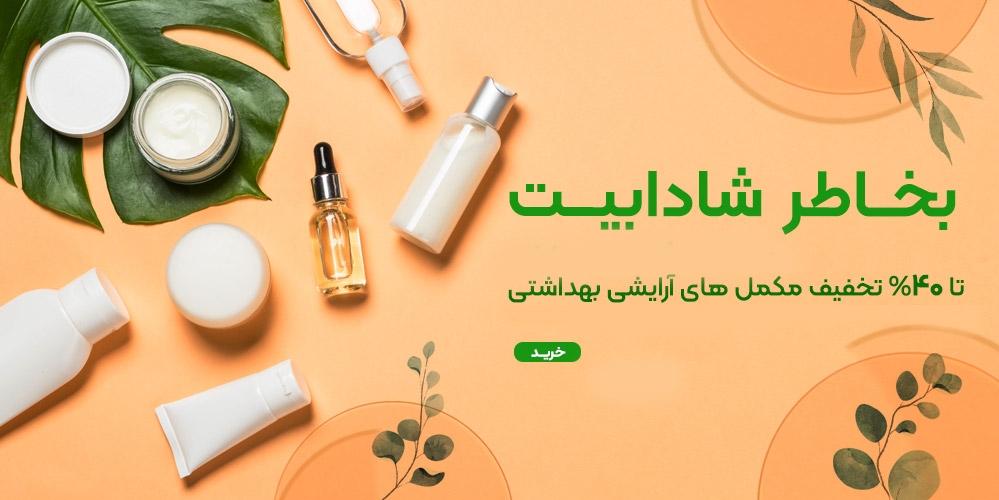 بخاطر شادابیت
تا ۴۰% تخفیف مکمل های آرایشی بهداشتی
خرید